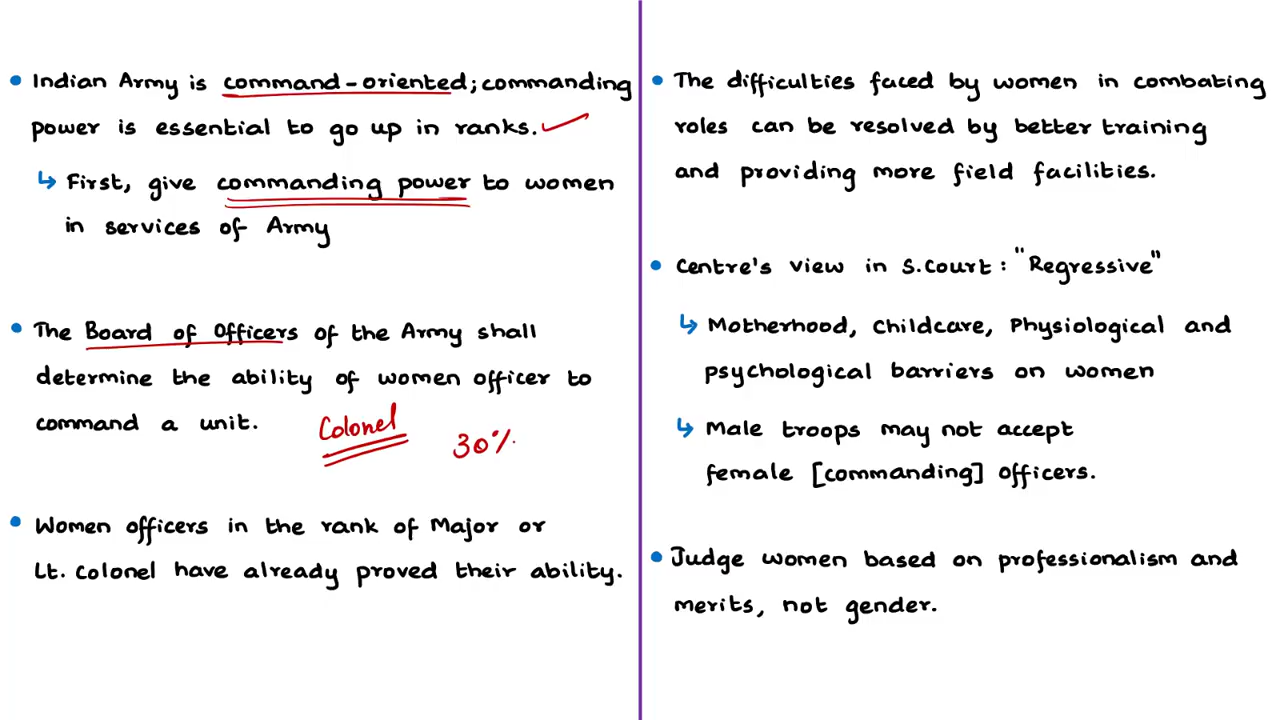 Indian Army is command-oriented; commanding
power is essential to go up in ranks.
↳ First, give commanding power to women
in services of Army
The Board of Officers of the Army shall
determine the ability of women officer to
command a unit.
Colonel
30%
Women officers in the rank of Major or
Lt. Colonel have already proved their ability.
The difficulties faced by women in combating
roles can be resolved by better training
and providing more field facilities.
Centre's view in S.Court: "Regressive"
↳ Motherhood, Childcare, Physiological and
psychological barriers on women
↳ Male troops may not accept
female [commanding] officers.
Judge women based on professionalism and
merits, not gender.